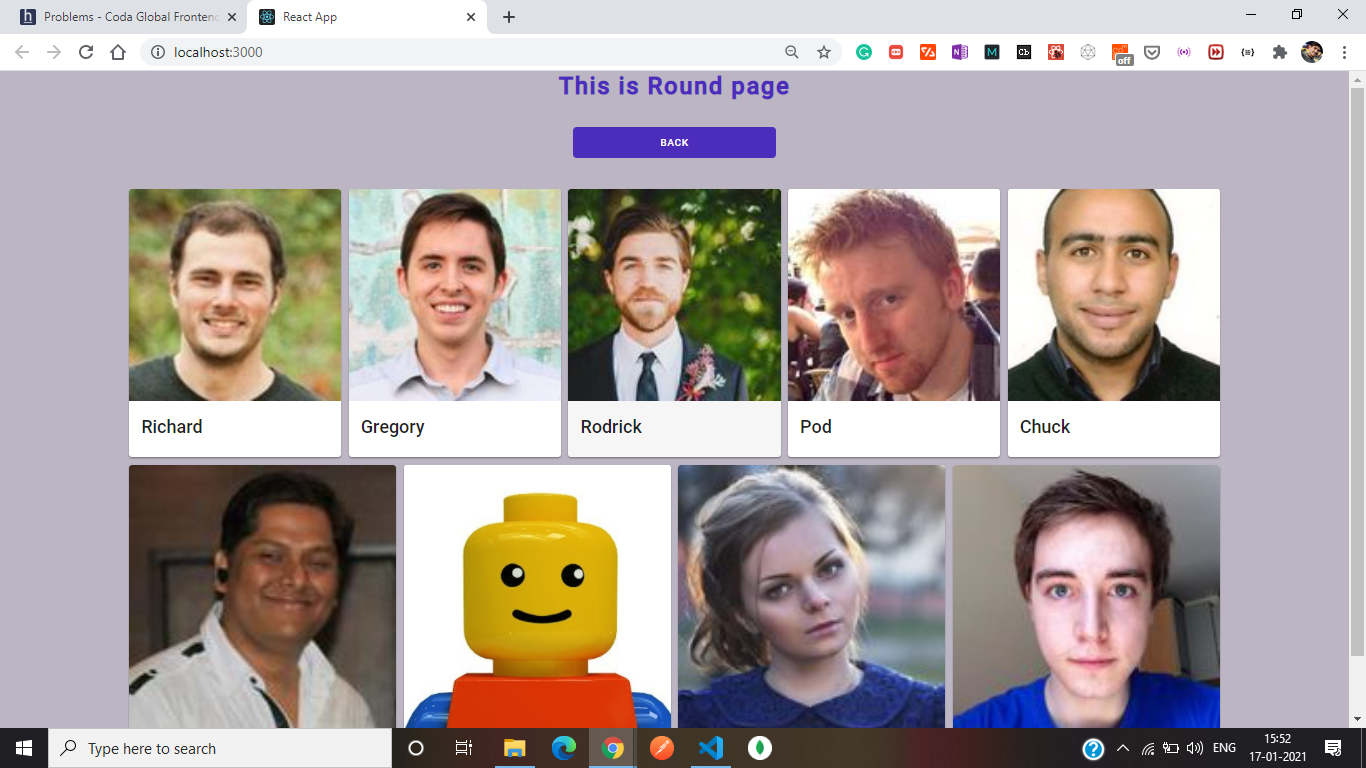 Problems - Coda Global Frontend
React App
localhost:3000
off
This is Round page
BACK
Richard
Gregory
Rodrick
Pod
Chuck
Type here to search
ENG
15:52
17-01-2021